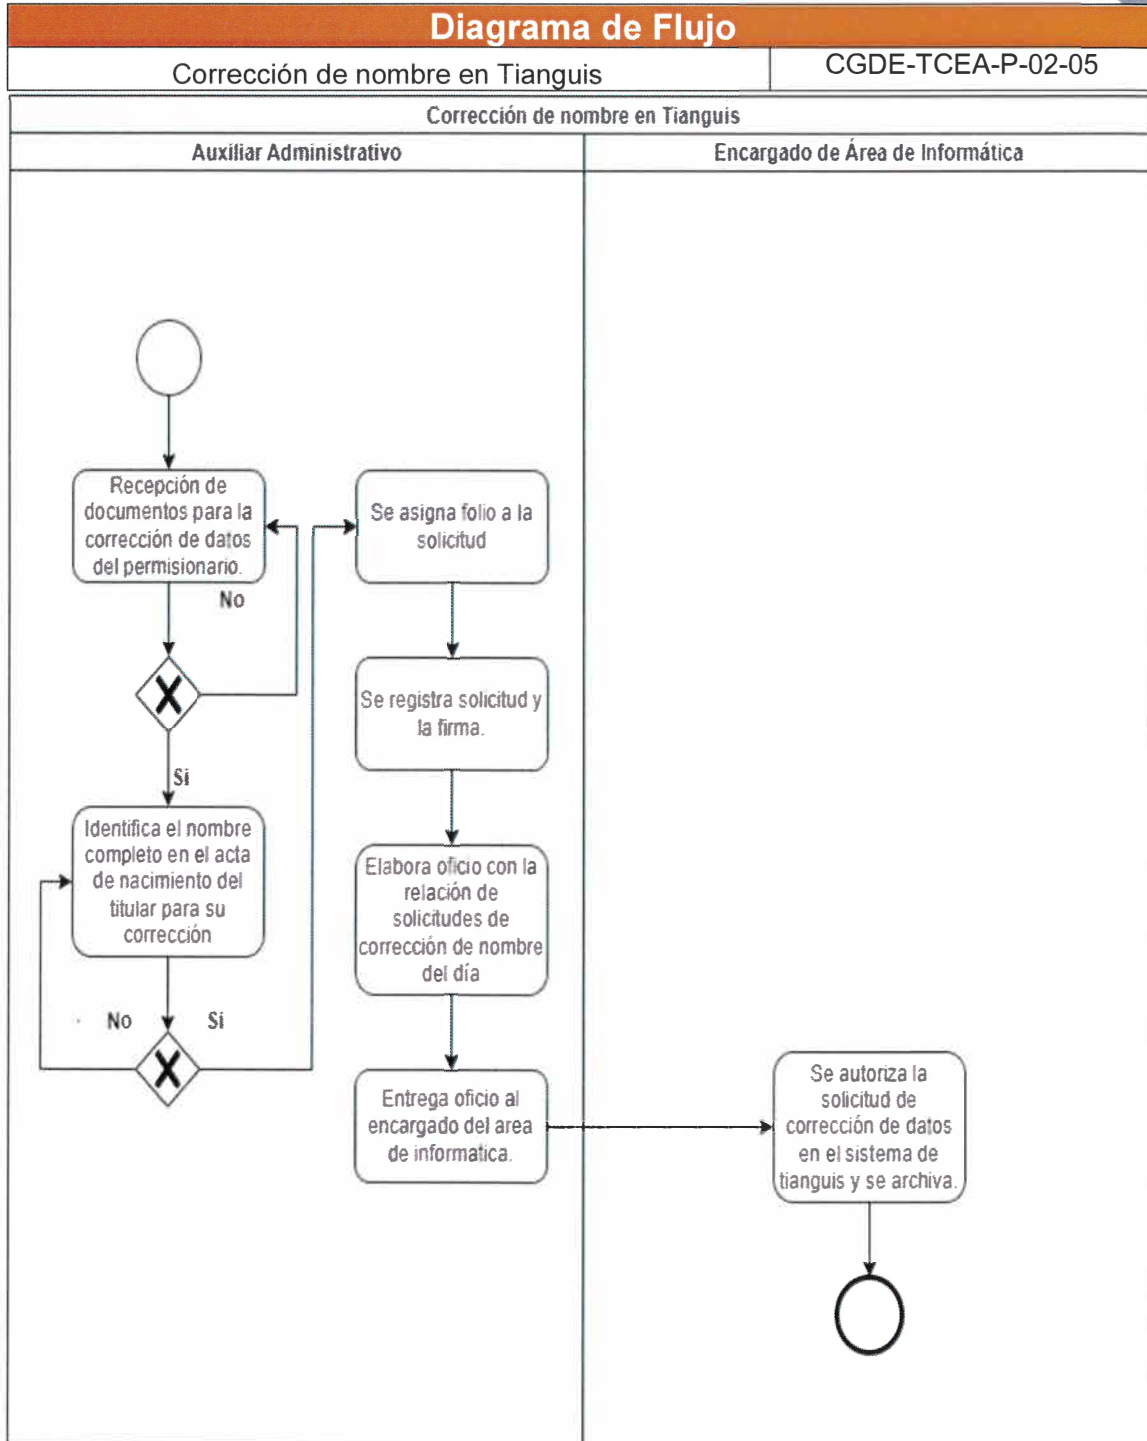 Diagrama de Flujo
Corrección de nombre en Tianguis
CGDE-TCEA-P-02-05
Corrección de nombre en Tianguis
Auxiliar Administrativo
Encargado de Área de Informática
Recepción de
documentos para la
corrección de datos
del permisionario.
No
Si
Identifica el nombre
completo en el acta
de nacimiento del
titular para su
corrección
No
Si
Se asigna folio a la
solicitud
Se registra solicitud y
la firma.
Elabora oficio con la
relación de
solicitudes de
corrección de nombre
del día
Entrega oficio al
encargado del area
de informatica.
Se autoriza la
solicitud de
corrección de datos
en el sistema de
tianguis y se archiva.